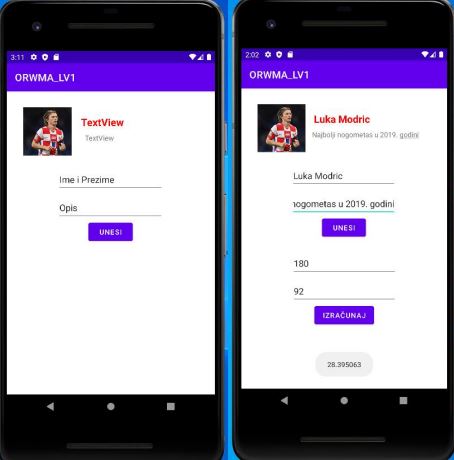 3:11
ORWMA_LV1
TextView
TextView
Ime i Prezime
Opis
UNESI
2:02
ORWMA_LV1
Luka Modric
Najbolji nogometas u 2019. godini
Luka Modric
nogometas u 2019. godini
UNESI
180
92
IZRAČUNAJ
28.395063